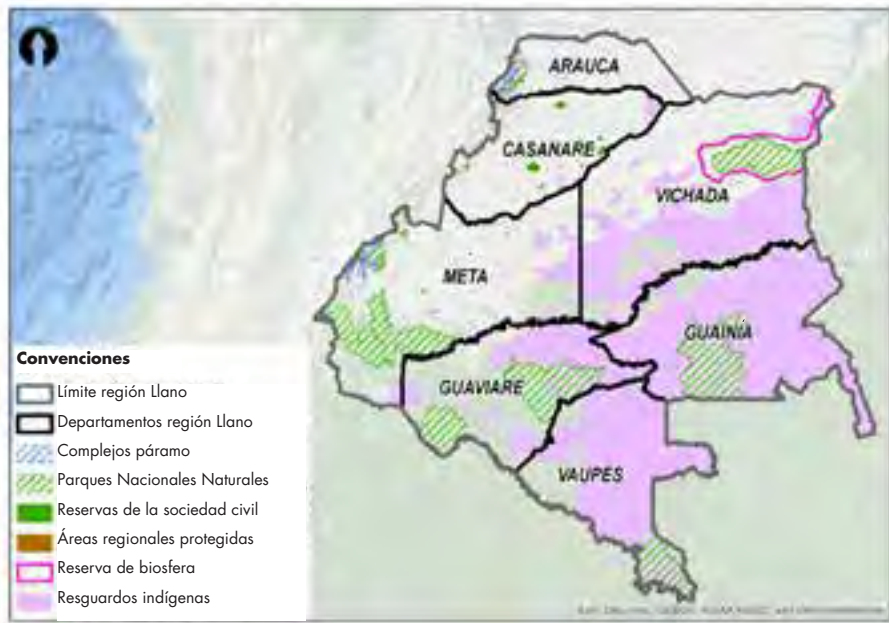 ARAUCA
CASANARE
VICHADA
META
GUAINÍA
GUAVIARE
VAUPES
Convenciones
Límite región Llano
Departamentos región Llano
Complejos páramo
Parques Nacionales Naturales
Reservas de la sociedad civil
Áreas regionales protegidas
Reserva de biosfera
Resguardos indígenas